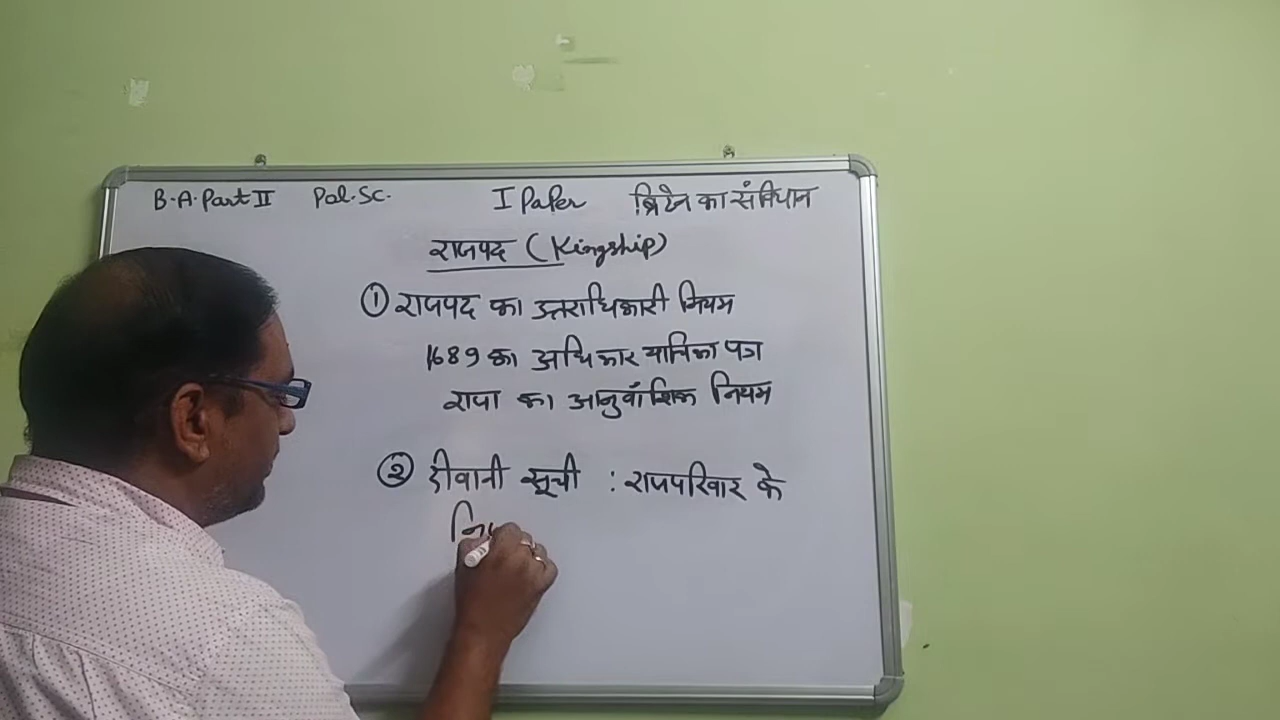 B.A. Part II Pol. Sc. I Paper ब्रिटेन का संविधान
राजपद (Kingship)
① राजपद का उत्तराधिकारी नियम
1689 का अधिकार याचिका पत्र
राजा का आनुवांशिक नियम
② दीवानी सूची : राजपरिवार के